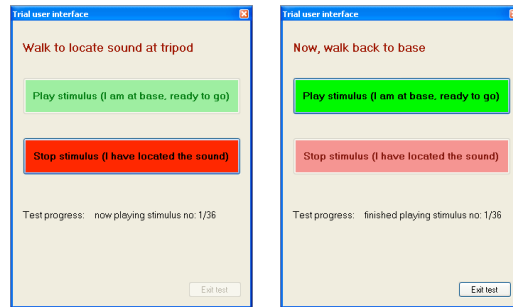 Trial user interface
Walk to locate sound at tripod
Play stimulus (I am at base, ready to go)
Stop stimulus (I have located the sound)
Test progress: now playing stimulus no: 1/36
Exit test
Trial user interface
Now, walk back to base
Play stimulus (I am at base, ready to go)
Stop stimulus (I have located the sound)
Test progress: finished playing stimulus no: 1/36
Exit test